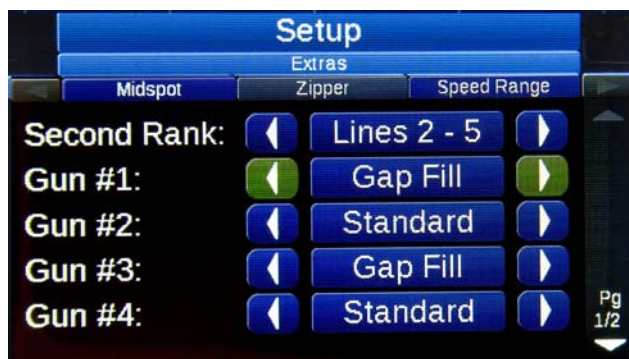 Setup
Extras
Midspot Zipper Speed Range
Second Rank: Lines 2 - 5
Gun #1: Gap Fill
Gun #2: Standard
Gun #3: Gap Fill
Gun #4: Standard
Pg
1/2